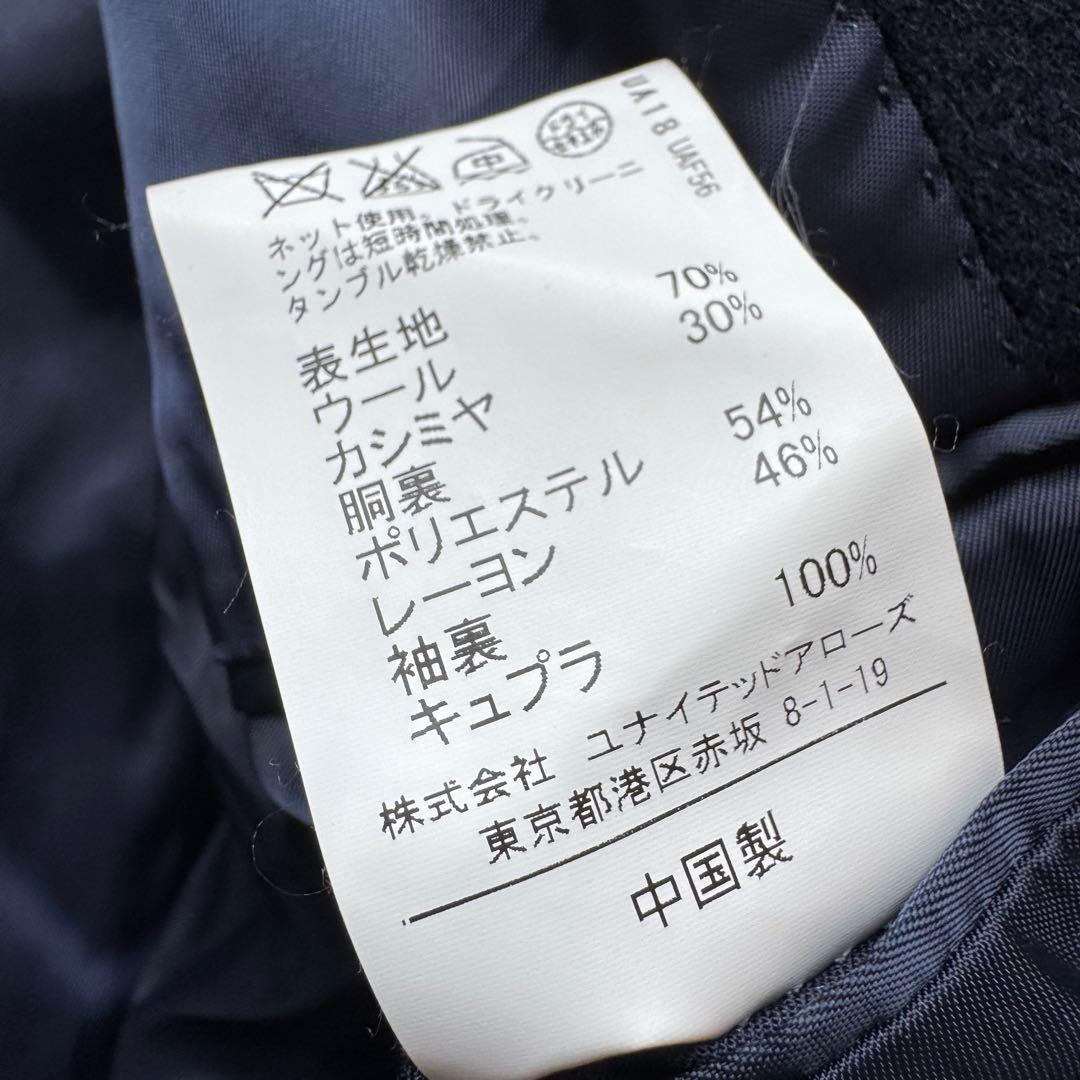 UA18 UAF56
ドライ
中
ネット使用。ドライクリーニ
ングは短時間処理。
タンブル乾燥禁止。
表生地
ウール 70%
カシミヤ 30%
胴裏
ポリエステル 54%
レーヨン 46%
袖裏
キュプラ 100%
株式会社 ユナイテッドアローズ
東京都港区赤坂 8-1-19
中国製